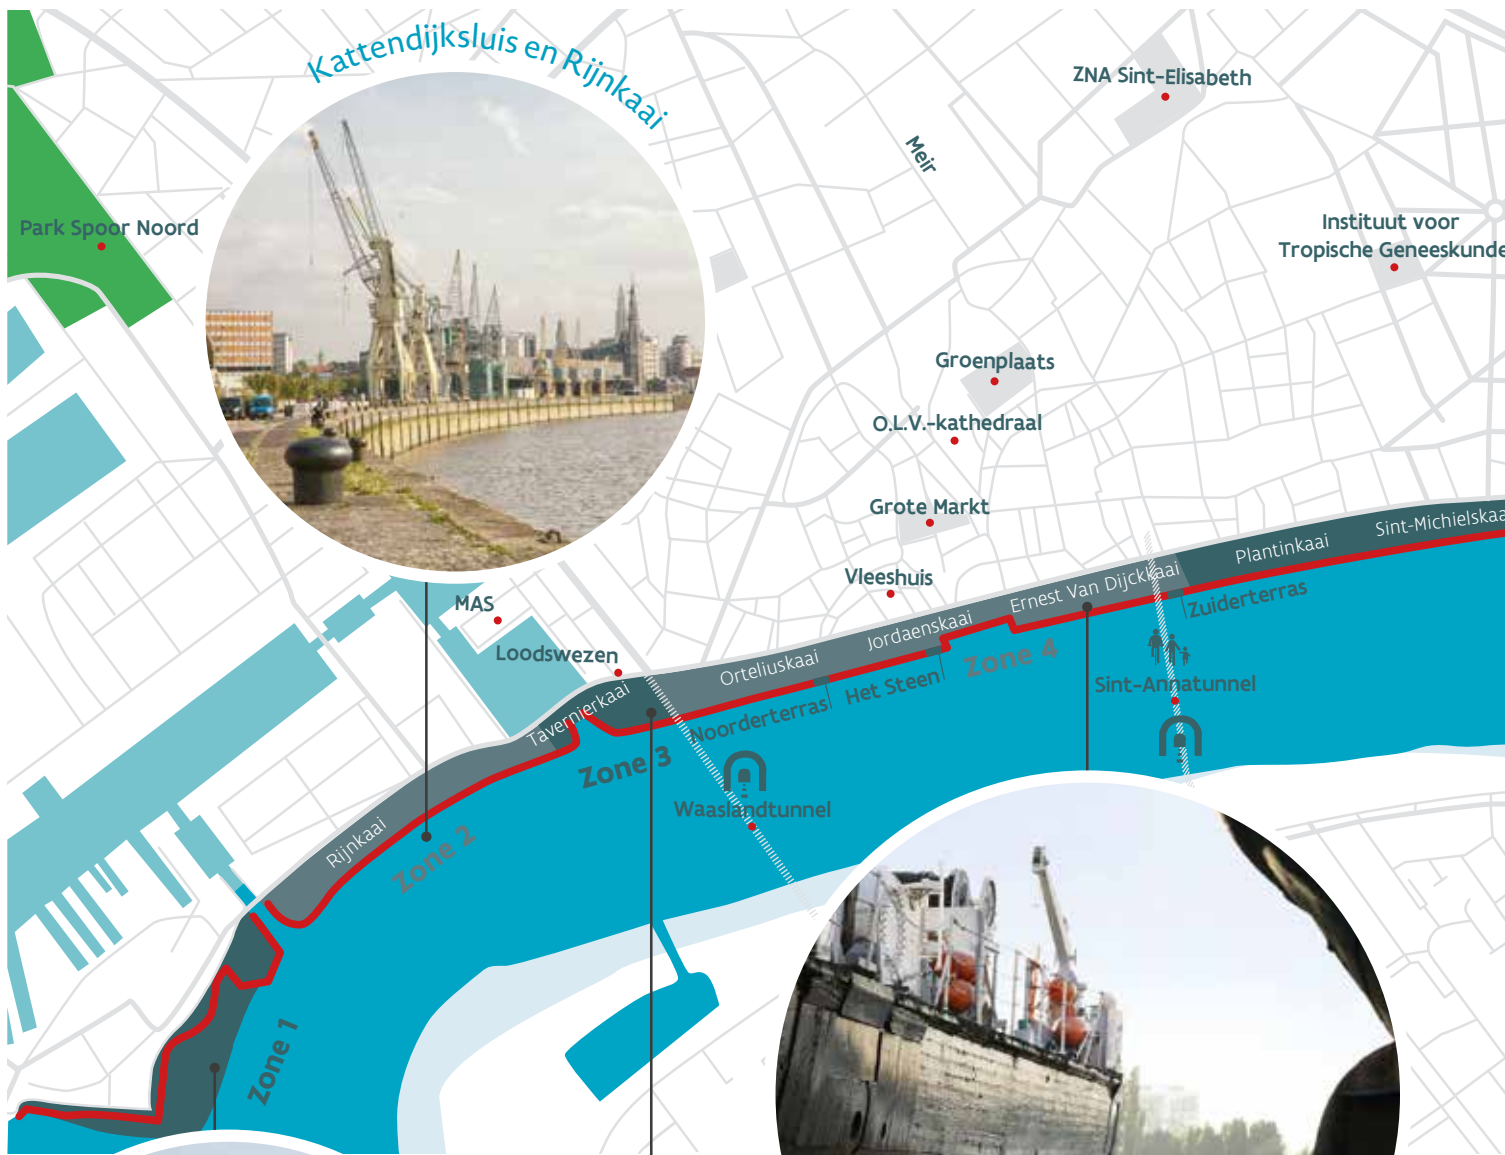 Kattendijksluis en Rijnkaai
ZNA Sint-Elisabeth
Meir
Park Spoor Noord
Instituut voor
Tropische Geneeskunde
Groenplaats
O.L.V.-kathedraal
Grote Markt
Vleeshuis
MAS
Loodswezen
Sint-Michielskaa
Plantinkaai
Ernest Van Dijckkaai
Jordaenskaai
Orteliuskaai
Tavernierkaai
Rijnkaai
Zuiderterras
Zone 4
Het Steen
Noorderterras
Sint-Annatunnel
Zone 3
Waaslandtunnel
Zone 2
Zone 1